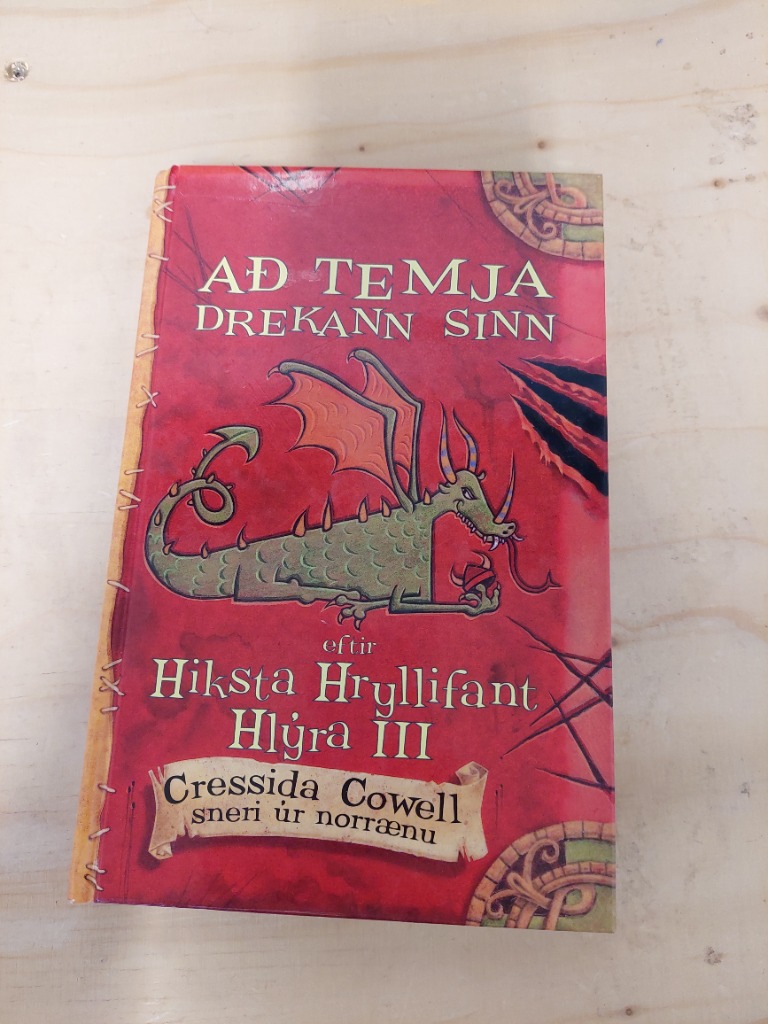 AÐ TEMJA
DREKANN SINN
eftir
Hiksta Hryllifant
Hlýra III
Cressida Cowell
sneri úr norrænu